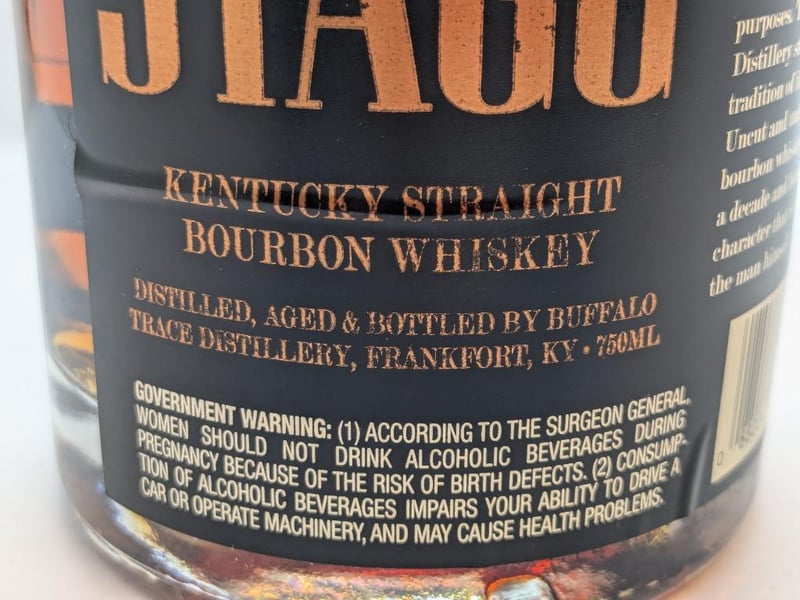 STAGG
KENTUCKY STRAIGHT
BOURBON WHISKEY
DISTILLED, AGED & BOTTLED BY BUFFALO
TRACE DISTILLERY, FRANKFORT, KY • 750ML
GOVERNMENT WARNING: (1) ACCORDING TO THE SURGEON GENERAL,
WOMEN SHOULD NOT DRINK ALCOHOLIC BEVERAGES DURING
PREGNANCY BECAUSE OF THE RISK OF BIRTH DEFECTS. (2) CONSUMP-
TION OF ALCOHOLIC BEVERAGES IMPAIRS YOUR ABILITY TO DRIVE A
CAR OR OPERATE MACHINERY, AND MAY CAUSE HEALTH PROBLEMS.
purposes.
Distillery
tradition of
Uncut and
bourbon
a decade and
character
the man
0